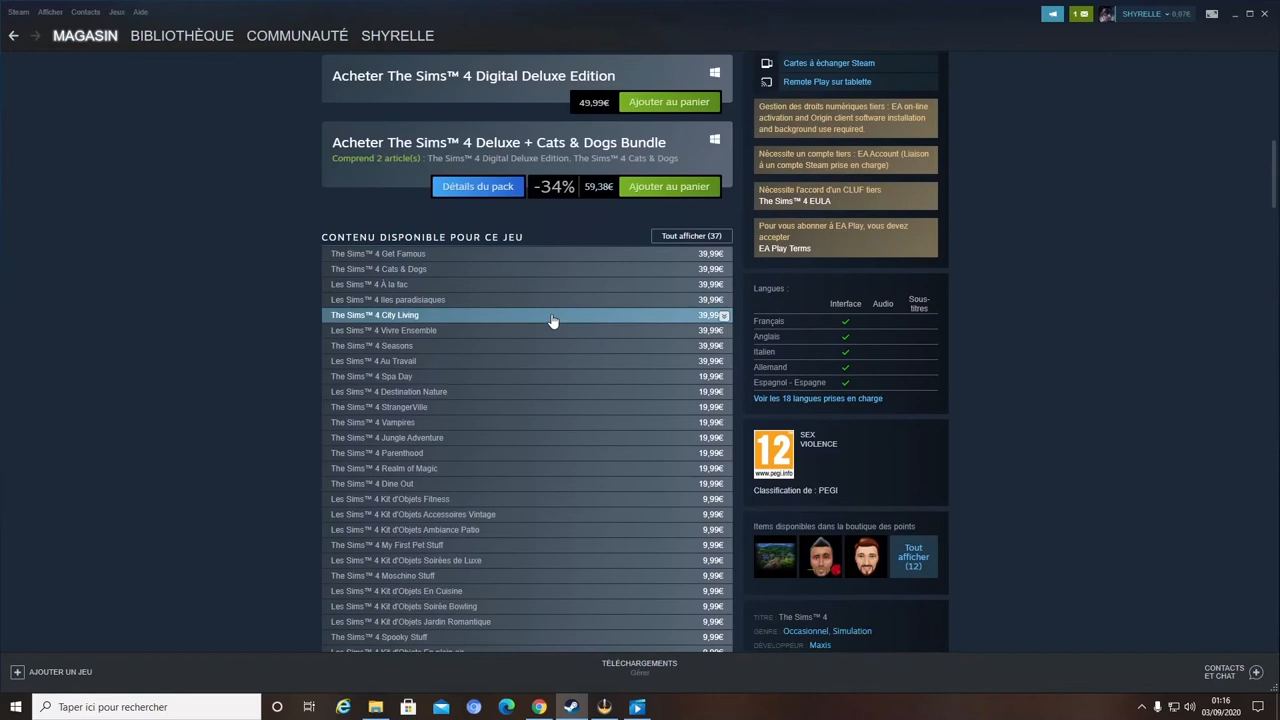 Steam Afficher Contacts Jeux Aide
1 SHYRELLE 0,07€
MAGASIN BIBLIOTHÈQUE COMMUNAUTÉ SHYRELLE
Acheter The Sims™ 4 Digital Deluxe Edition
49,99€ Ajouter au panier
Acheter The Sims™ 4 Deluxe + Cats & Dogs Bundle
Comprend 2 article(s) : The Sims™ 4 Digital Deluxe Edition, The Sims™ 4 Cats & Dogs
Détails du pack -34% 59,38€ Ajouter au panier
CONTENU DISPONIBLE POUR CE JEU Tout afficher (37)
The Sims™ 4 Get Famous 39,99€
The Sims™ 4 Cats & Dogs 39,99€
Les Sims™ 4 À la fac 39,99€
Les Sims™ 4 Iles paradisiaques 39,99€
The Sims™ 4 City Living 39,99€
Les Sims™ 4 Vivre Ensemble 39,99€
The Sims™ 4 Seasons 39,99€
Les Sims™ 4 Au Travail 39,99€
The Sims™ 4 Spa Day 19,99€
Les Sims™ 4 Destination Nature 19,99€
The Sims™ 4 StrangerVille 19,99€
The Sims™ 4 Vampires 19,99€
The Sims™ 4 Jungle Adventure 19,99€
The Sims™ 4 Parenthood 19,99€
The Sims™ 4 Realm of Magic 19,99€
The Sims™ 4 Dine Out 19,99€
Les Sims™ 4 Kit d'Objets Fitness 9,99€
Les Sims™ 4 Kit d'Objets Accessoires Vintage 9,99€
Les Sims™ 4 Kit d'Objets Ambiance Patio 9,99€
The Sims™ 4 My First Pet Stuff 9,99€
Les Sims™ 4 Kit d'Objets Soirées de Luxe 9,99€
The Sims™ 4 Moschino Stuff 9,99€
Les Sims™ 4 Kit d'Objets En Cuisine 9,99€
Les Sims™ 4 Kit d'Objets Soirée Bowling 9,99€
Les Sims™ 4 Kit d'Objets Jardin Romantique 9,99€
The Sims™ 4 Spooky Stuff 9,99€
Cartes à échanger Steam
Remote Play sur tablette
Gestion des droits numériques tiers : EA on-line
activation and Origin client software installation
and background use required.
Nécessite un compte tiers : EA Account (Liaison
à un compte Steam prise en charge)
Nécessite l'accord d'un CLUF tiers
The Sims™ 4 EULA
Pour vous abonner à EA Play, vous devez
accepter
EA Play Terms
Langues :
Interface Audio Sous-
titres
Français
Anglais
Italien
Allemand
Espagnol - Espagne
Voir les 18 langues prises en charge
12
www.pegi.info
SEX
VIOLENCE
Classification de : PEGI
Items disponibles dans la boutique des points
Tout
afficher
(12)
TITRE : The Sims™ 4
GENRE : Occasionnel, Simulation
DÉVELOPPEUR : Maxis
AJOUTER UN JEU
TÉLÉCHARGEMENTS
Gérer
CONTACTS
ET CHAT
Taper ici pour rechercher
01:16
03/09/2020